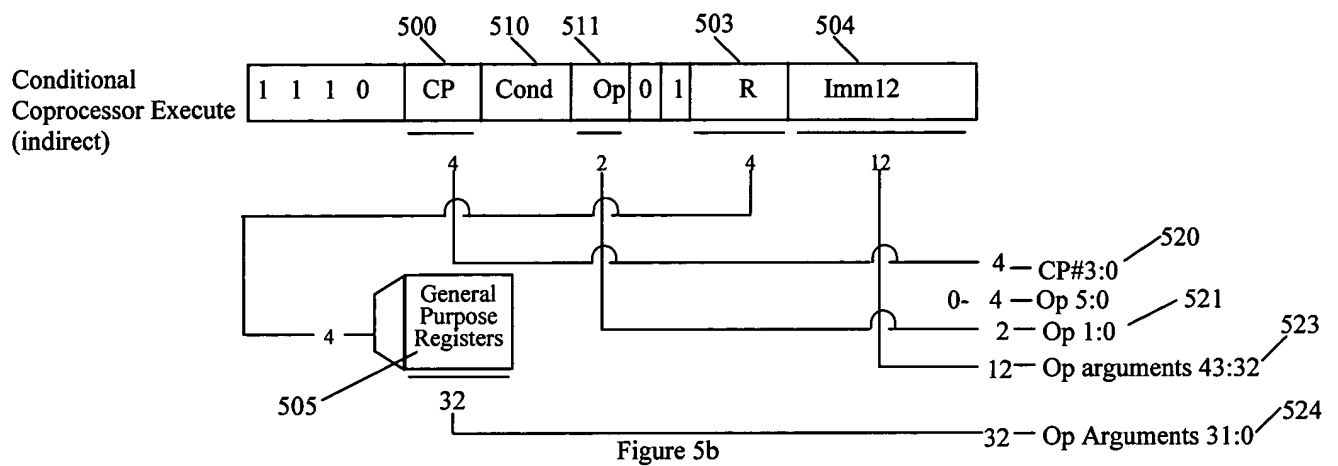 500 510 511 503 504
Conditional
Coprocessor Execute
(indirect)
1 1 1 0 CP Cond Op 0 1 R Imm12
4 2 4 12
520
4 CP#3:0
0- 4 Op 5:0 521
2 Op 1:0
523
12 Op arguments 43:32
General
Purpose
Registers
4
505
32
524
32 Op Arguments 31:0
Figure 5b